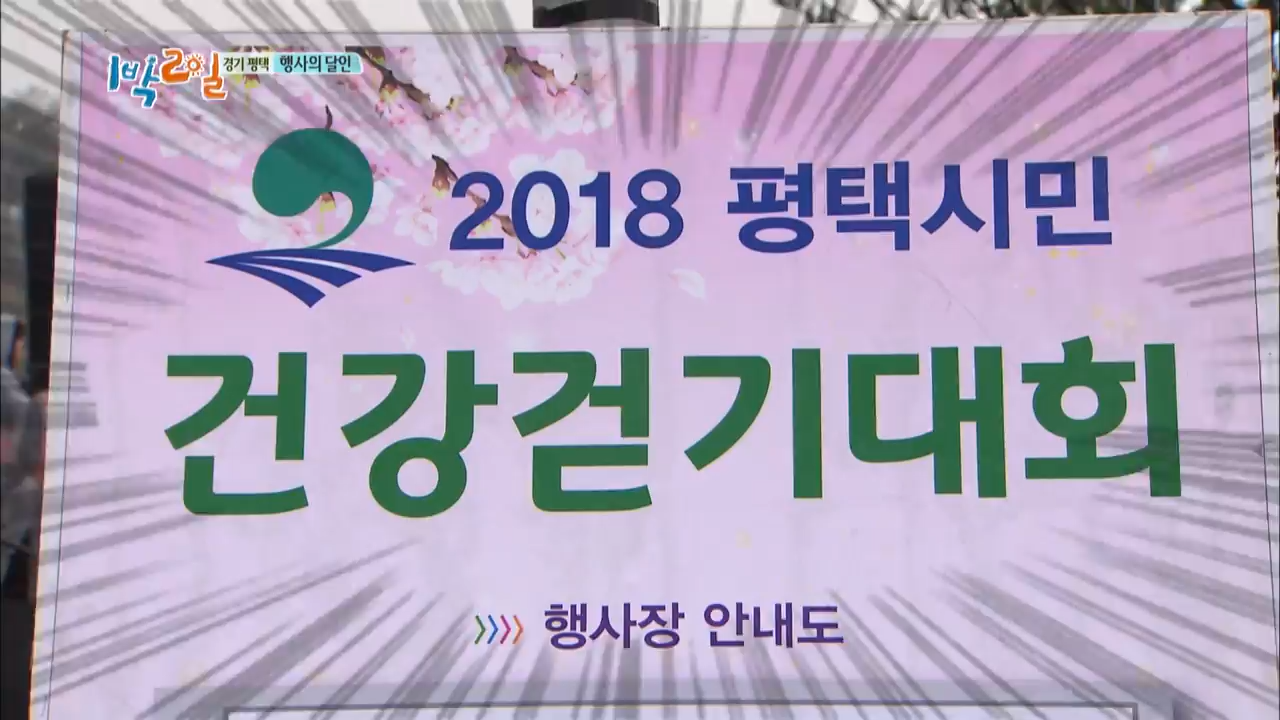 1박2일 경기 평택 행사의 달인
2018 평택시민
건강걷기대회
>>>> 행사장 안내도